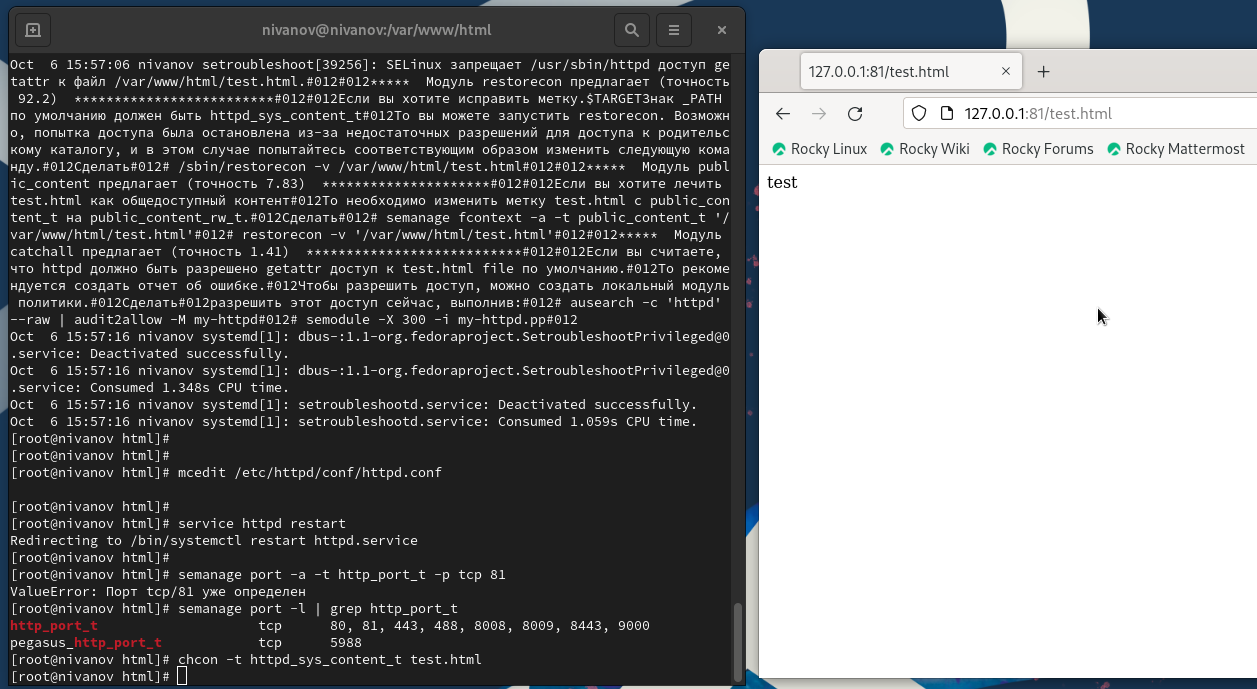 nivanov@nivanov:/var/www/html
Oct  6 15:57:06 nivanov setroubleshoot[39256]: SELinux запрещает /usr/sbin/httpd доступ ge
tattr к файл /var/www/html/test.html.#012#012*****  Модуль restorecon предлагает (точность
 92.2)  *************************#012#012Если вы хотите исправить метку.$TARGETЗнак _PATH
по умолчанию должен быть httpd_sys_content_t#012То вы можете запустить restorecon. Возможн
о, попытка доступа была остановлена из-за недостаточных разрешений для доступа к родительс
кому каталогу, и в этом случае попытайтесь соответствующим образом изменить следующую кома
нду.#012Сделать#012# /sbin/restorecon -v /var/www/html/test.html#012#012*****  Модуль publ
ic_content предлагает (точность 7.83)  *********************#012#012Если вы хотите лечить
test.html как общедоступный контент#012То необходимо изменить метку test.html с public_con
tent_t на public_content_rw_t.#012Сделать#012# semanage fcontext -a -t public_content_t '/
var/www/html/test.html'#012# restorecon -v '/var/www/html/test.html'#012#012*****  Модуль
catchall предлагает (точность 1.41)  ***************************#012#012Если вы считаете,
что httpd должно быть разрешено getattr доступ к test.html file по умолчанию.#012То рекоме
ндуется создать отчет об ошибке.#012Чтобы разрешить доступ, можно создать локальный модуль
 политики.#012Сделать#012разрешить этот доступ сейчас, выполнив:#012# ausearch -c 'httpd'
--raw | audit2allow -M my-httpd#012# semodule -X 300 -i my-httpd.pp#012
Oct  6 15:57:16 nivanov systemd[1]: dbus-:1.1-org.fedoraproject.SetroubleshootPrivileged@0
.service: Deactivated successfully.
Oct  6 15:57:16 nivanov systemd[1]: dbus-:1.1-org.fedoraproject.SetroubleshootPrivileged@0
.service: Consumed 1.348s CPU time.
Oct  6 15:57:16 nivanov systemd[1]: setroubleshootd.service: Deactivated successfully.
Oct  6 15:57:16 nivanov systemd[1]: setroubleshootd.service: Consumed 1.059s CPU time.
[root@nivanov html]#
[root@nivanov html]#
[root@nivanov html]# mcedit /etc/httpd/conf/httpd.conf
[root@nivanov html]#
[root@nivanov html]# service httpd restart
Redirecting to /bin/systemctl restart httpd.service
[root@nivanov html]#
[root@nivanov html]# semanage port -a -t http_port_t -p tcp 81
ValueError: Порт tcp/81 уже определен
[root@nivanov html]# semanage port -l | grep http_port_t
http_port_t                    tcp      80, 81, 443, 488, 8008, 8009, 8443, 9000
pegasus_http_port_t            tcp      5988
[root@nivanov html]# chcon -t httpd_sys_content_t test.html
[root@nivanov html]#
127.0.0.1:81/test.html
127.0.0.1:81/test.html
Rocky Linux Rocky Wiki Rocky Forums Rocky Mattermost
test